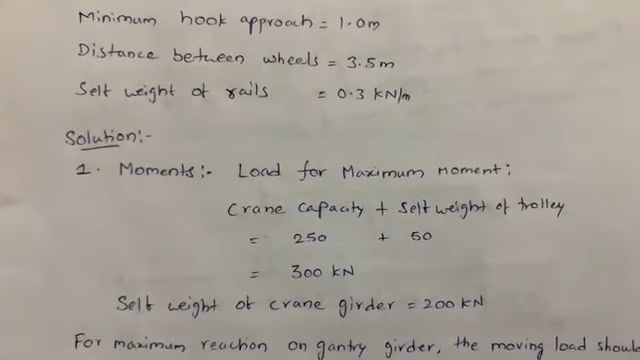 Minimum hook approach = 1.0m
Distance between wheels = 3.5m
Self weight of rails = 0.3 KN/m
Solution:-
1. Moments:- Load for Maximum moment:
Crane capacity + Self weight of trolley
= 250 + 50
= 300 KN
Self weight of crane girder = 200 KN
For maximum reaction on gantry girder, the moving load should